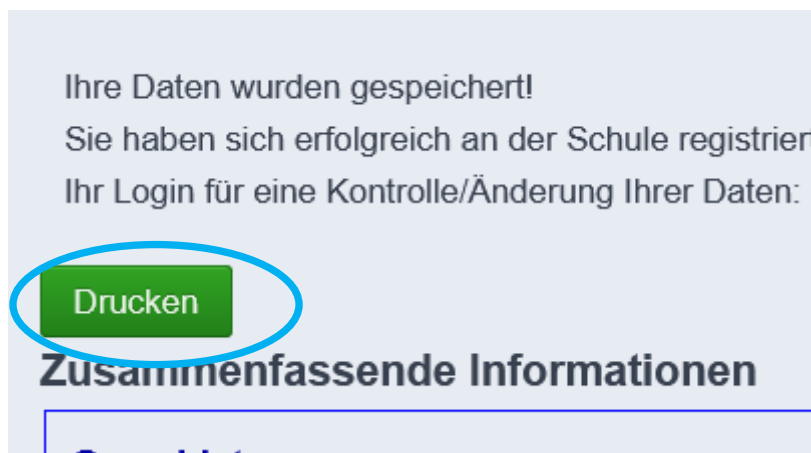 Ihre Daten wurden gespeichert!
Sie haben sich erfolgreich an der Schule registriert
Ihr Login für eine Kontrolle/Änderung Ihrer Daten:
Drucken
Zusammenfassende Informationen